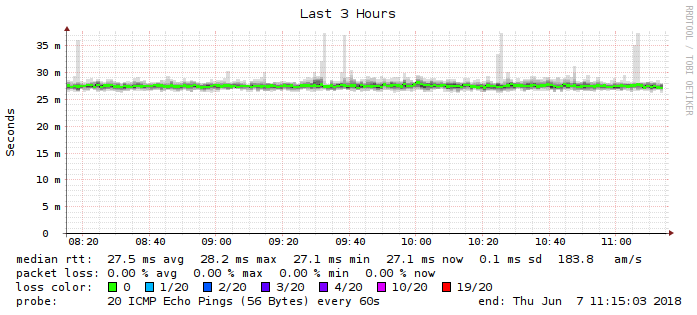 Last 3 Hours
RRDTOOL / TOBI OETIKER
Seconds
35 m
30 m
25 m
20 m
15 m
10 m
5 m
0
08:20 08:40 09:00 09:20 09:40 10:00 10:20 10:40 11:00
median rtt: 27.5 ms avg 28.2 ms max 27.1 ms min 27.1 ms now 0.1 ms sd 183.8 am/s
packet loss: 0.00 % avg 0.00 % max 0.00 % min 0.00 % now
loss color: 0 1/20 2/20 3/20 4/20 10/20 19/20
probe: 20 ICMP Echo Pings (56 Bytes) every 60s end: Thu Jun 7 11:15:03 2018